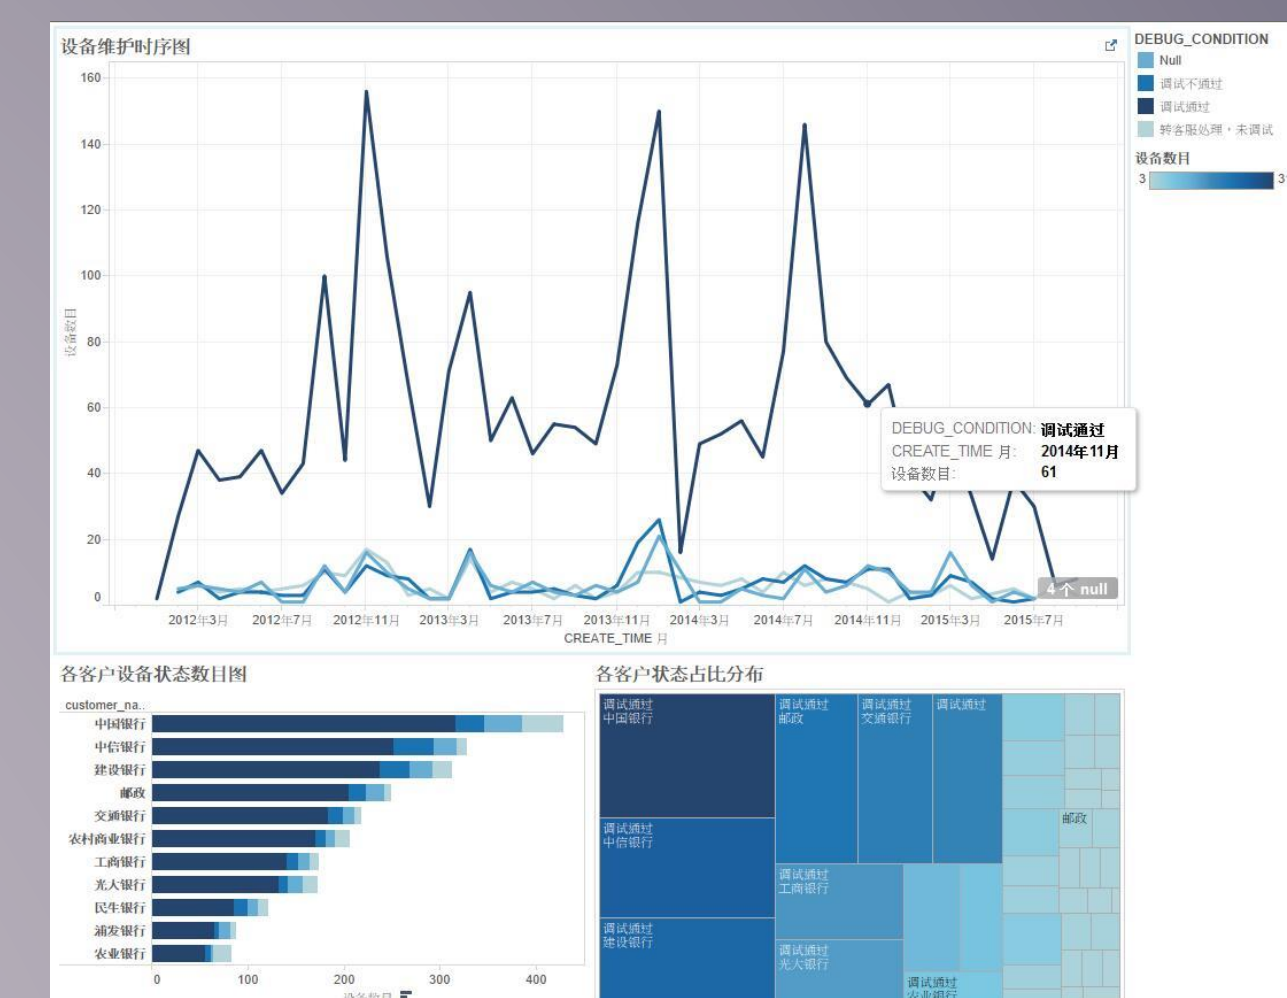 设备维护时序图
DEBUG_CONDITION
Null
调试不通过
调试通过
转客服处理,未调试
设备数目
3
160
140
120
100
80
60
40
20
0
设备数目
DEBUG_CONDITION: 调试通过
CREATE_TIME 月: 2014年11月
设备数目: 61
4 个 null
2012年3月 2012年7月 2012年11月 2013年3月 2013年7月 2013年11月 2014年3月 2014年7月 2014年11月 2015年3月 2015年7月
CREATE_TIME 月
各客户设备状态数目图
customer_na..
中国银行
中信银行
建设银行
邮政
交通银行
农村商业银行
工商银行
光大银行
民生银行
浦发银行
农业银行
0 100 200 300 400
设备数目
各客户状态占比分布
调试通过
中国银行
调试通过
邮政
调试通过
交通银行
调试通过
调试通过
中信银行
邮政
调试通过
工商银行
调试通过
建设银行
调试通过
光大银行
调试通过
农业银行